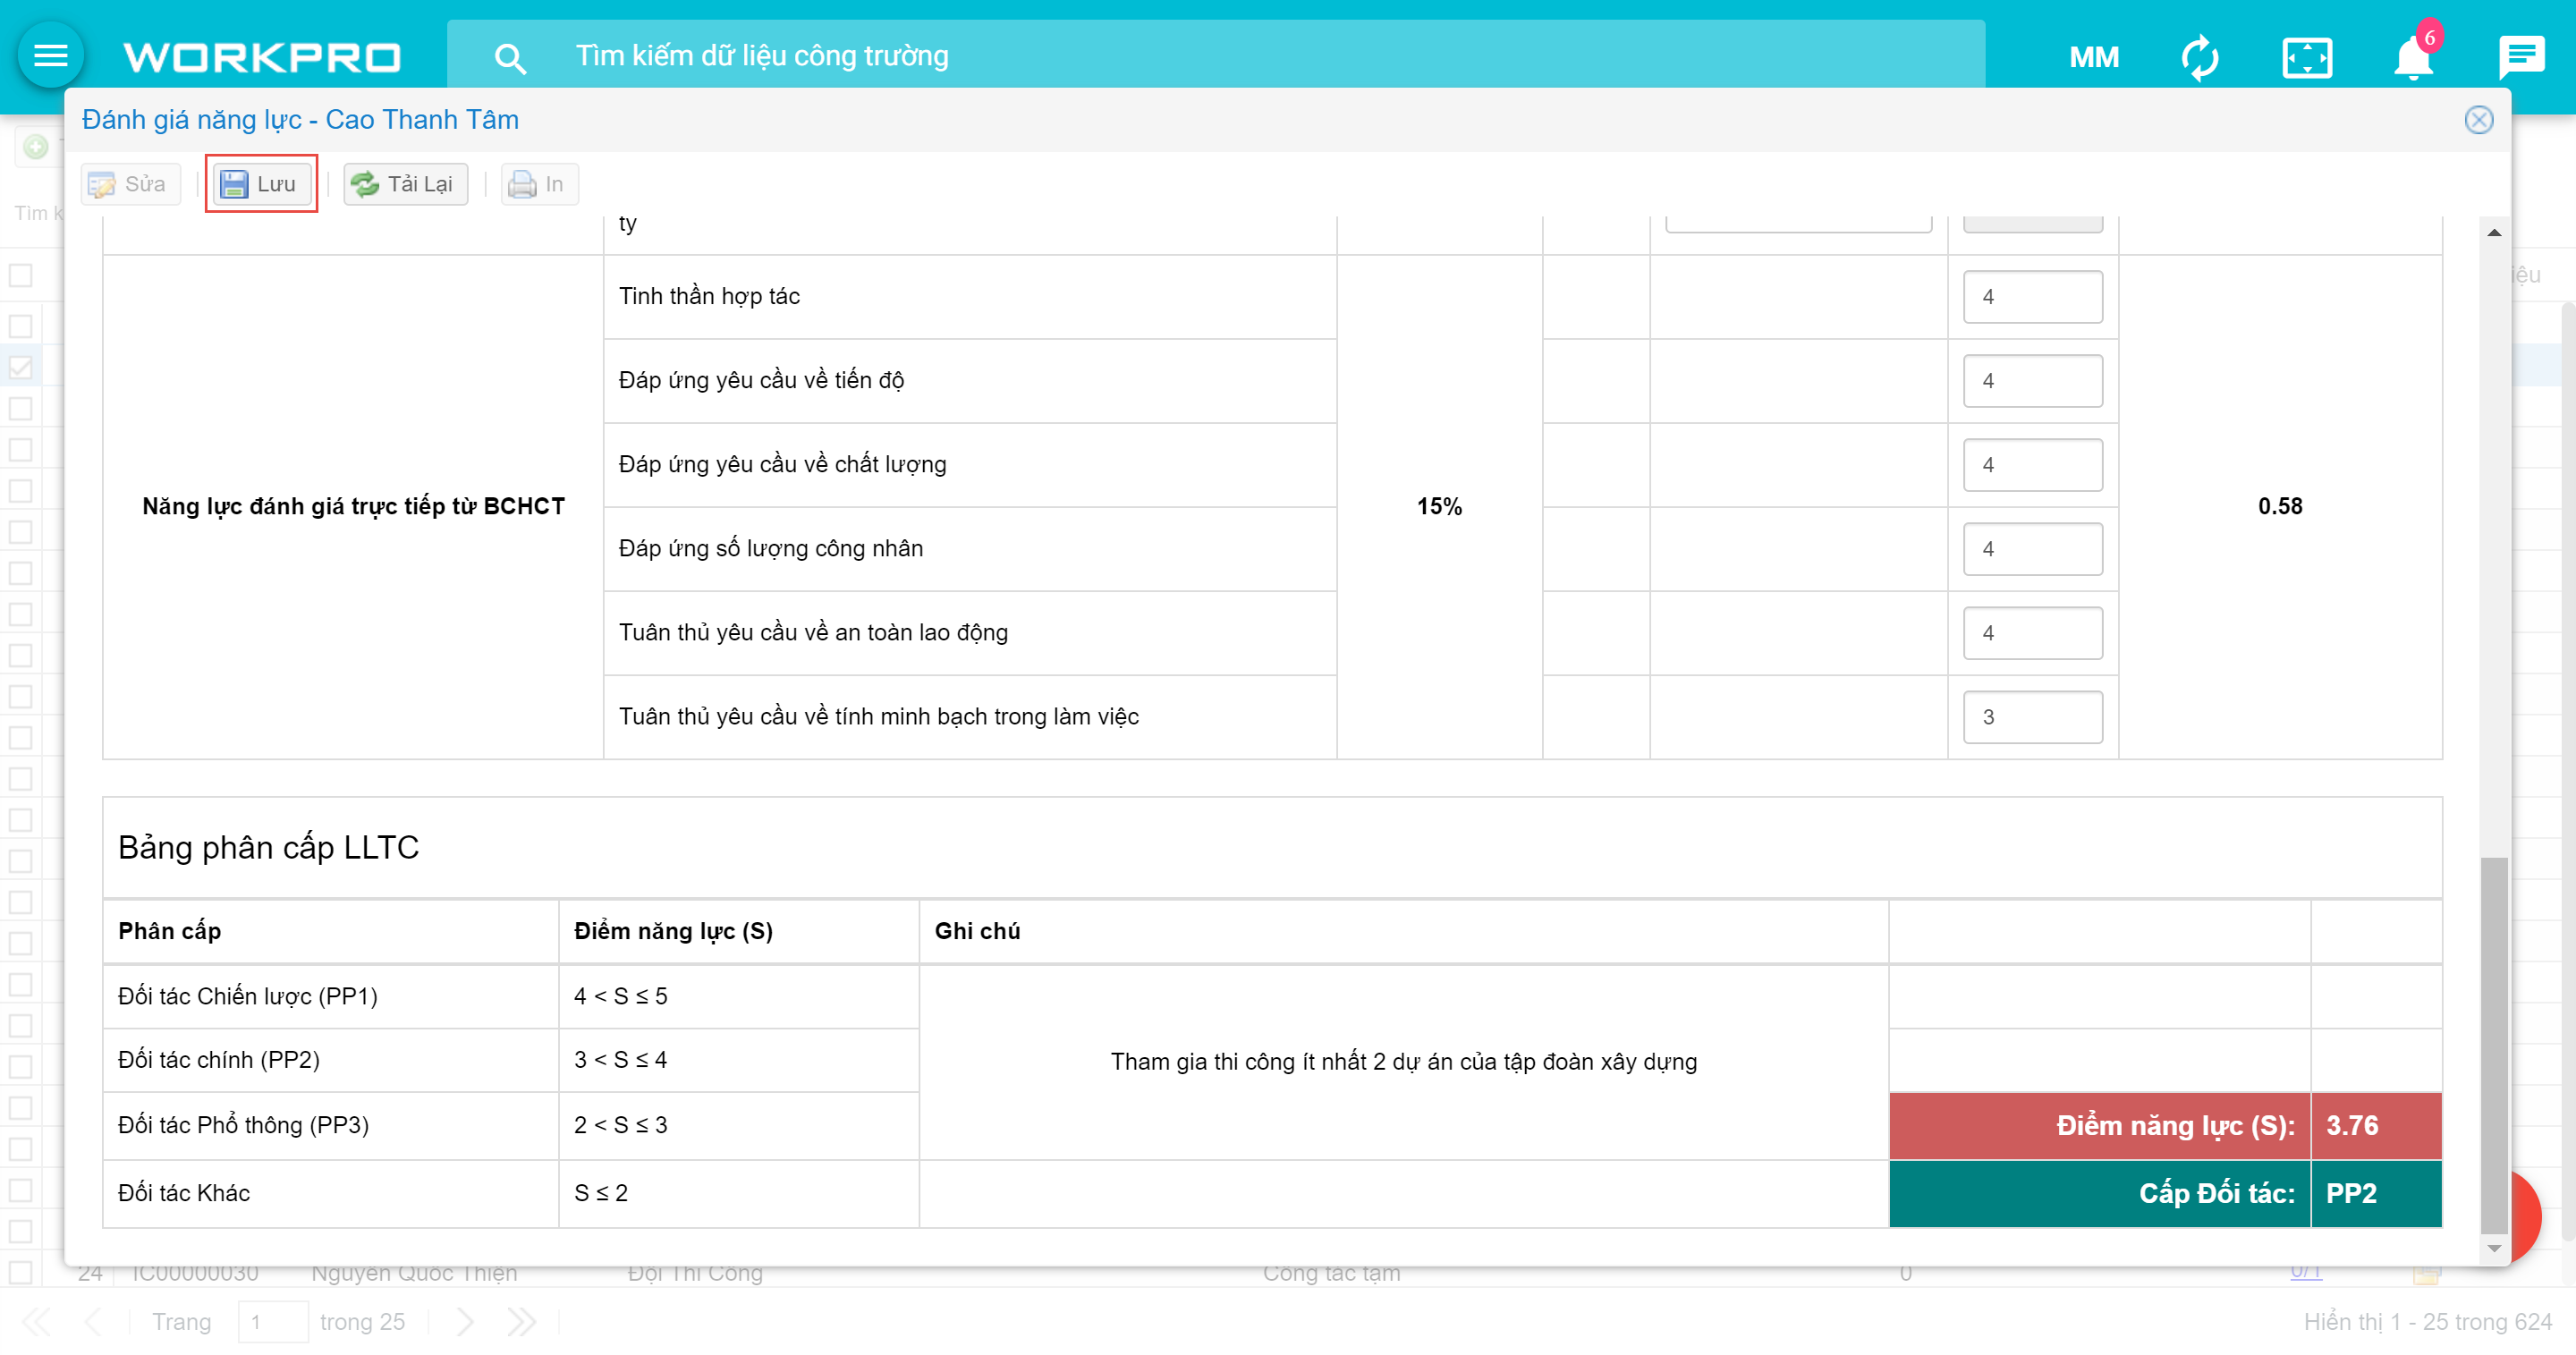 WORKPRO
Tìm kiếm dữ liệu công trường
MM
6
Đánh giá năng lực - Cao Thanh Tâm
Sửa
Lưu
Tải Lại
In
Tìm k
iệu
ty
Năng lực đánh giá trực tiếp từ BCHCT
Tinh thần hợp tác
15%
4
0.58
Đáp ứng yêu cầu về tiến độ
4
Đáp ứng yêu cầu về chất lượng
4
Đáp ứng số lượng công nhân
4
Tuân thủ yêu cầu về an toàn lao động
4
Tuân thủ yêu cầu về tính minh bạch trong làm việc
3
Bảng phân cấp LLTC
Phân cấp
Điểm năng lực (S)
Ghi chú
Đối tác Chiến lược (PP1)
4 < S ≤ 5
Tham gia thi công ít nhất 2 dự án của tập đoàn xây dựng
Đối tác chính (PP2)
3 < S ≤ 4
Đối tác Phổ thông (PP3)
2 < S ≤ 3
Điểm năng lực (S):
3.76
Đối tác Khác
S ≤ 2
Cấp Đối tác:
PP2
24
IC00000030
Nguyễn Quốc Thiện
Đội Thi Công
Công tác tạm
0
0/1
Trang
1
trong 25
Hiển thị 1 - 25 trong 624